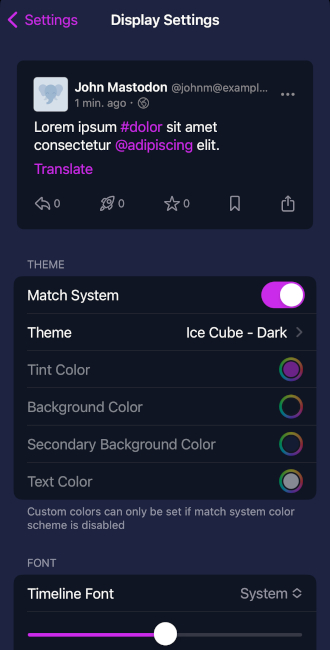 Settings
Display Settings
John Mastodon @johnm@exampl...
1 min. ago ·
Lorem ipsum #dolor sit amet
consectetur @adipiscing elit.
Translate
0 0 0
THEME
Match System
Theme Ice Cube - Dark
Tint Color
Background Color
Secondary Background Color
Text Color
Custom colors can only be set if match system color
scheme is disabled
FONT
Timeline Font System